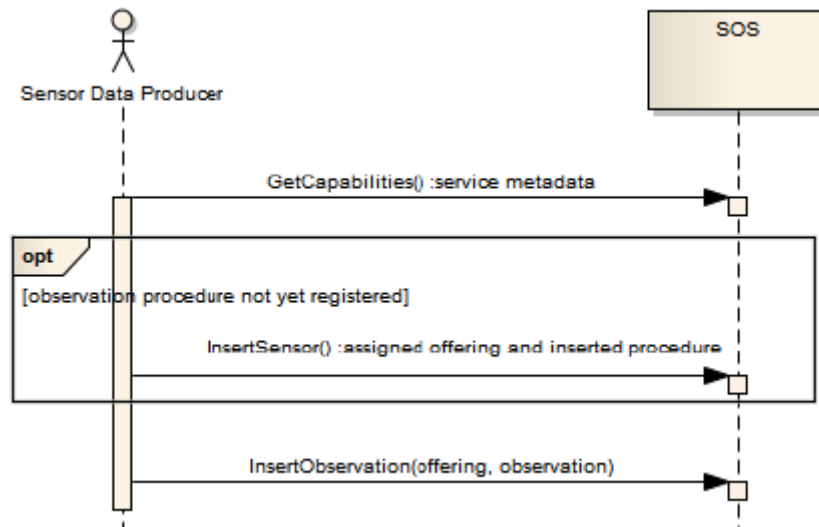 SOS
Sensor Data Producer
GetCapabilities() :service metadata
opt
[observation procedure not yet registered]
InsertSensor() :assigned offering and inserted procedure
InsertObservation(offering, observation)